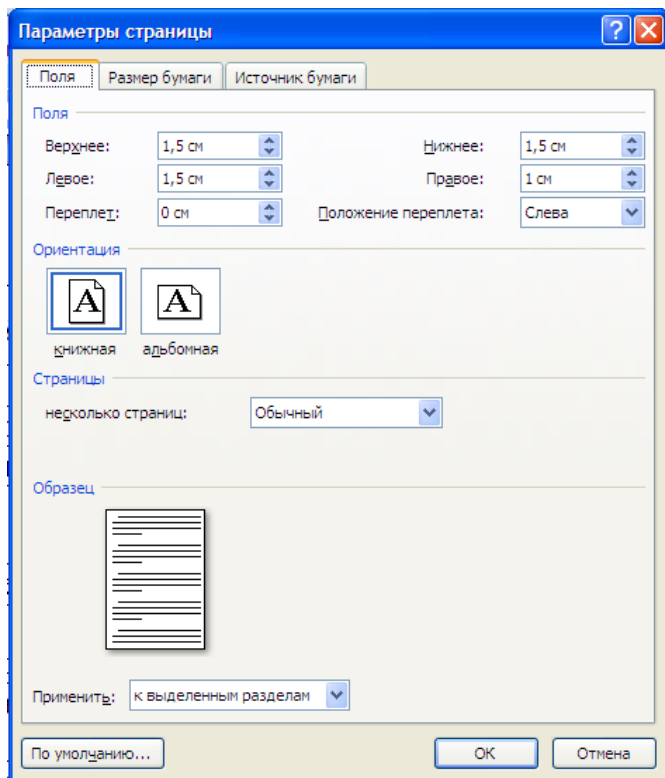 Параметры страницы
Поля Размер бумаги Источник бумаги
Поля
Верхнее: 1,5 см Нижнее: 1,5 см
Левое: 1,5 см Правое: 1 см
Переплет: 0 см Положение переплета: Слева
Ориентация
A A
книжная альбомная
Страницы
несколько страниц: Обычный
Образец
Применить: к выделенным разделам
По умолчанию... ОК Отмена